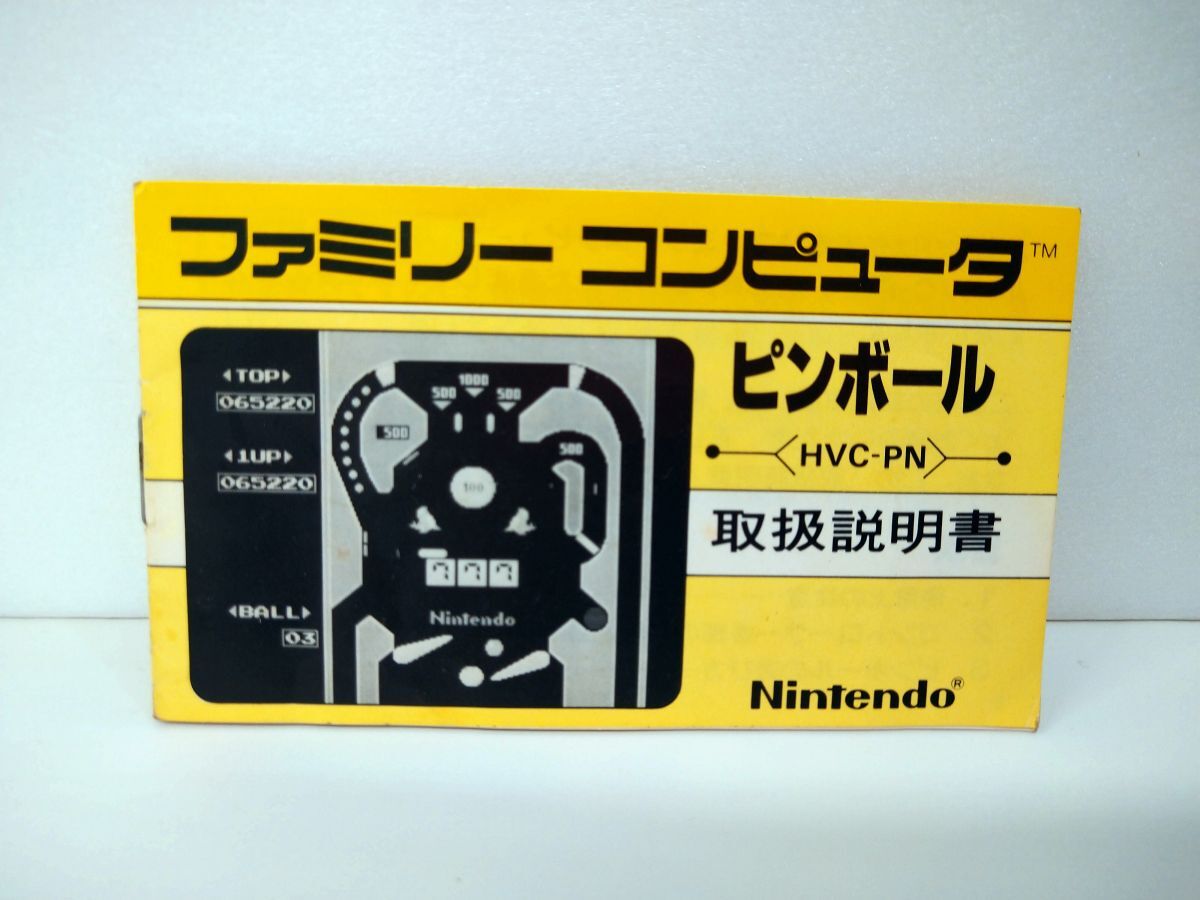 ファミリー コンピュータ™
◀TOP▶
065220
◀1UP▶
065220
◀BALL▶
03
1000
500
500
500
500
100
777
Nintendo
ピンボール
HVC-PN
取扱説明書
Nintendo®